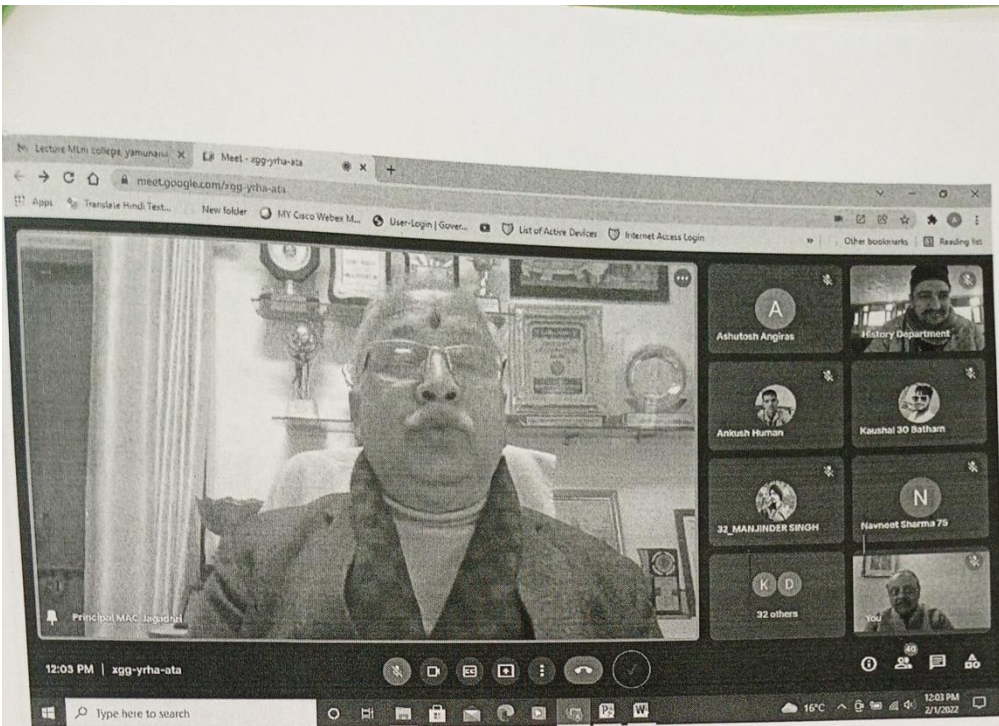 Lecture MLm college, yamunana
Meet - xgg-yrha-ata
meet.google.com/xgg-yrha-ata
Apps
Translate Hindi Text...
New folder
MY Cisco Webex M...
User-Login | Gover...
List of Active Devices
Internet Access Login
Other bookmarks
Reading list
A
Ashutosh Angiras
History Department
Ankush Human
Kaushal 30 Batham
32_MANJINDER SINGH
N
Navneet Sharma 75
K D
32 others
You
Principal MAC Jagadhri
12:03 PM | xgg-yrha-ata
CC
40
Type here to search
P
W
16°C
12:03 PM
2/1/2022